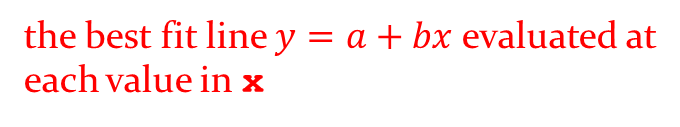 the best fit line y = a + bx evaluated at
each value in x